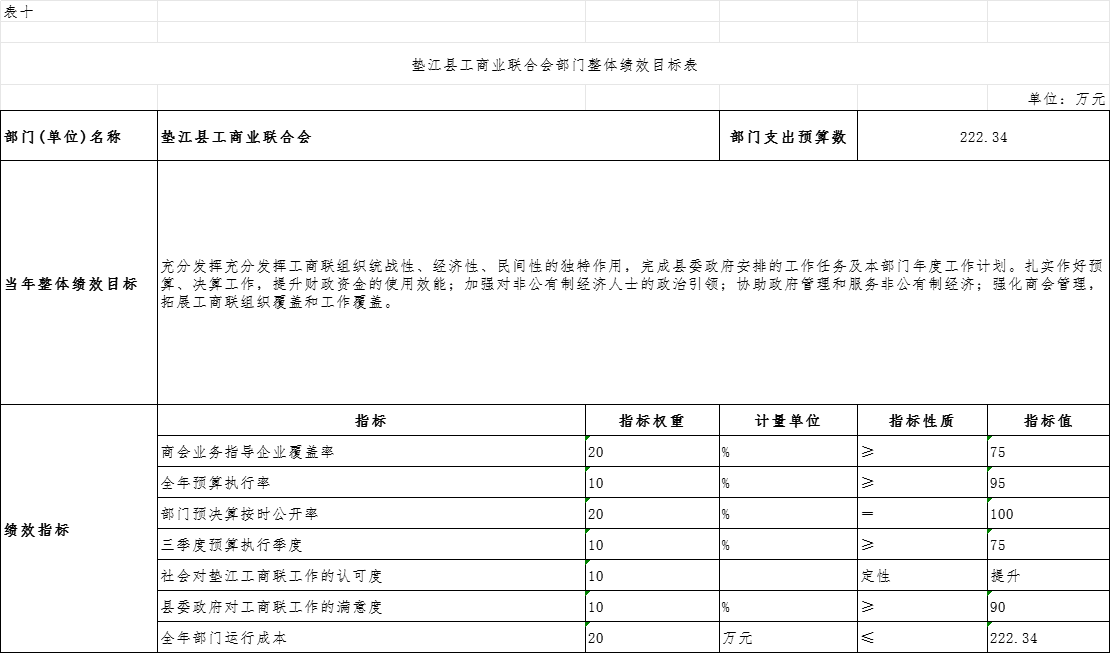 表十
垫江县工商业联合会部门整体绩效目标表
单位：万元
部门(单位)名称 垫江县工商业联合会 部门支出预算数 222.34
当年整体绩效目标
充分发挥充分发挥工商联组织统战性、经济性、民间性的独特作用，完成县委政府安排的工作任务及本部门年度工作计划。扎实作好预
算、决算工作，提升财政资金的使用效能；加强对非公有制经济人士的政治引领；协助政府管理和服务非公有制经济；强化商会管理，
拓展工商联组织覆盖和工作覆盖。
绩效指标
指标 指标权重 计量单位 指标性质 指标值
商会业务指导企业覆盖率 20 % ≥ 75
全年预算执行率 10 % ≥ 95
部门预决算按时公开率 20 % ＝ 100
三季度预算执行季度 10 % ≥ 75
社会对垫江工商联工作的认可度 10 定性 提升
县委政府对工商联工作的满意度 10 % ≥ 90
全年部门运行成本 20 万元 ≤ 222.34